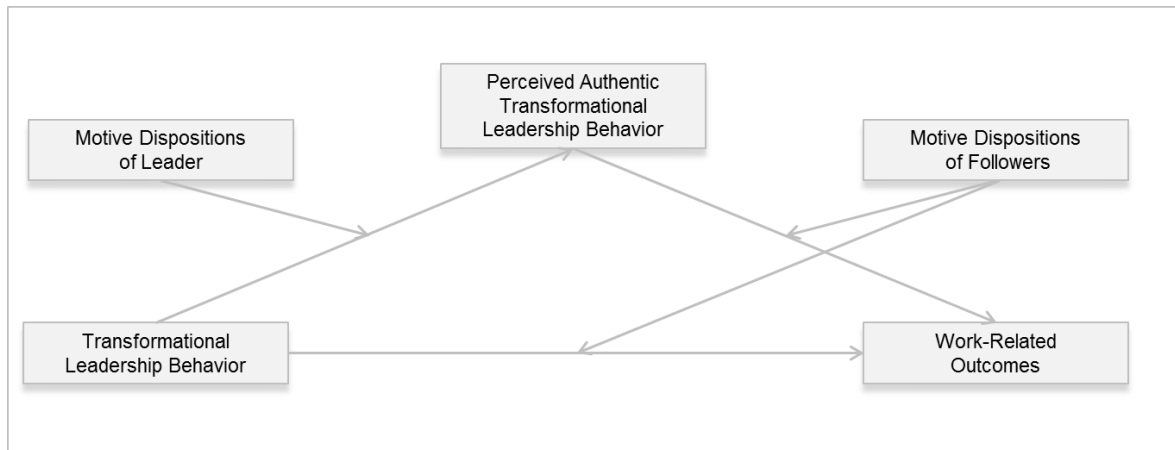 Perceived Authentic
Transformational
Leadership Behavior
Motive Dispositions
of Leader
Motive Dispositions
of Followers
Transformational
Leadership Behavior
Work-Related
Outcomes